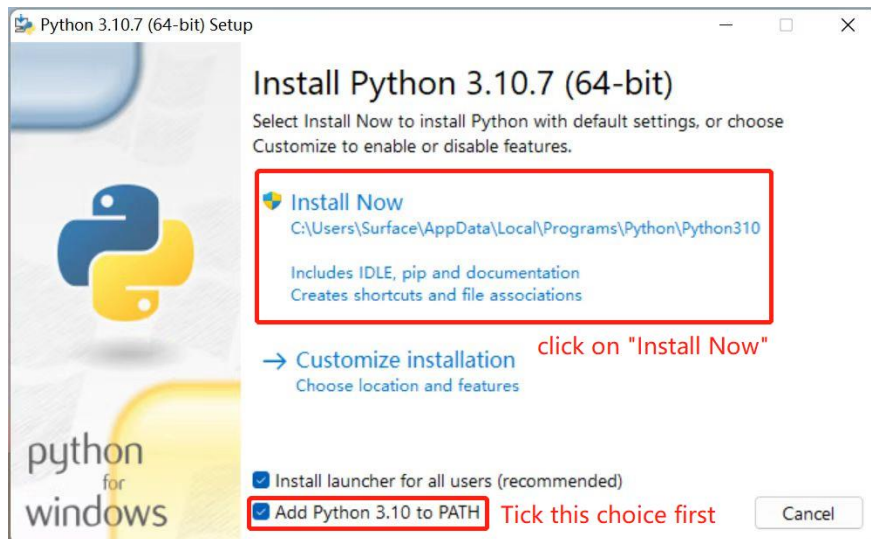 Python 3.10.7 (64-bit) Setup
Install Python 3.10.7 (64-bit)
Select Install Now to install Python with default settings, or choose
Customize to enable or disable features.
Install Now
C:\Users\Surface\AppData\Local\Programs\Python\Python310
Includes IDLE, pip and documentation
Creates shortcuts and file associations
click on "Install Now"
Customize installation
Choose location and features
python
for
windows
Install launcher for all users (recommended)
Add Python 3.10 to PATH
Tick this choice first
Cancel